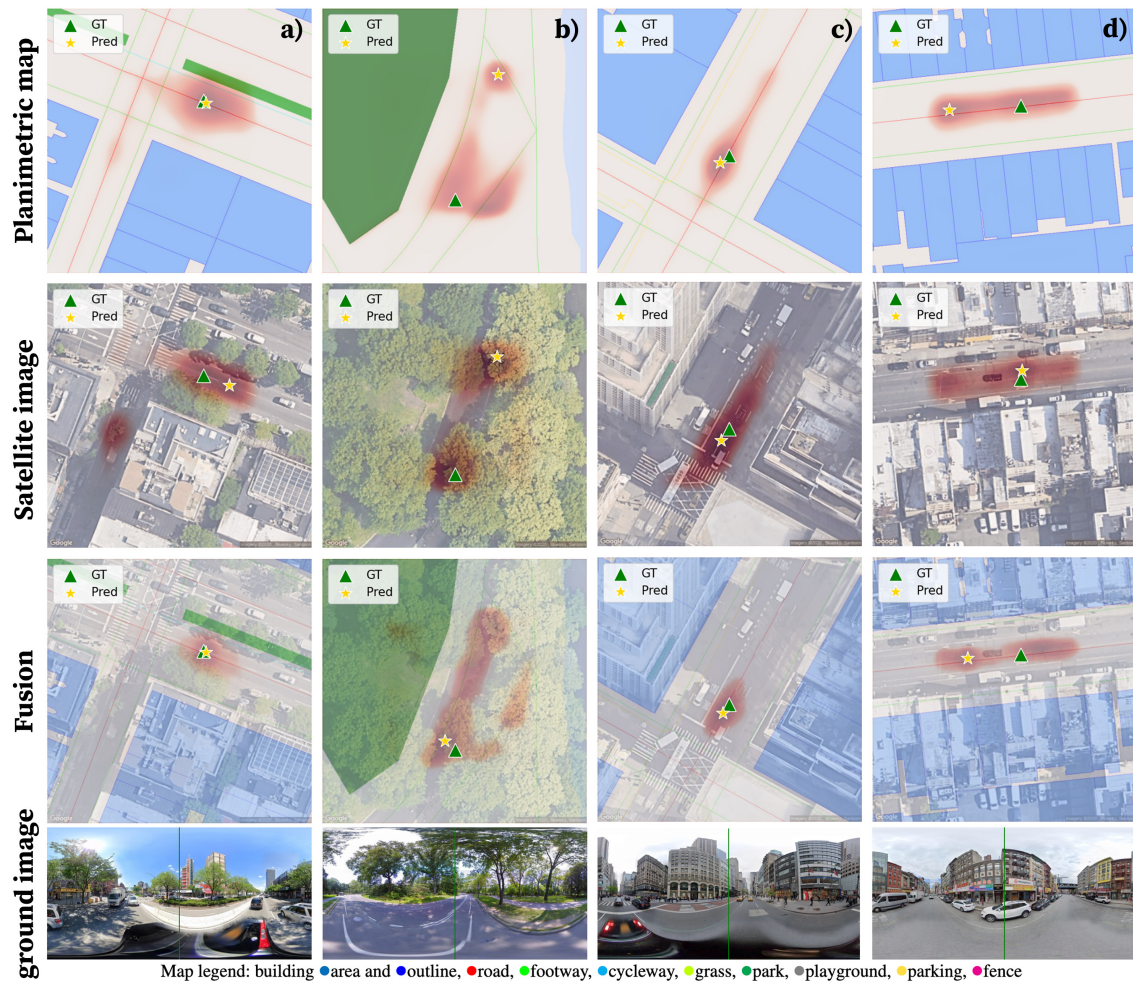 Planimetric map
GT
Pred
a)
GT
Pred
b)
GT
Pred
c)
GT
Pred
d)
Satellite image
GT
Pred
Google
GT
Pred
Google
GT
Pred
Google
GT
Pred
Google
Fusion
GT
Pred
Google
GT
Pred
Google
GT
Pred
Google
GT
Pred
Google
ground image
Map legend: building area and outline, road, footway, cycleway, grass, park, playground, parking, fence